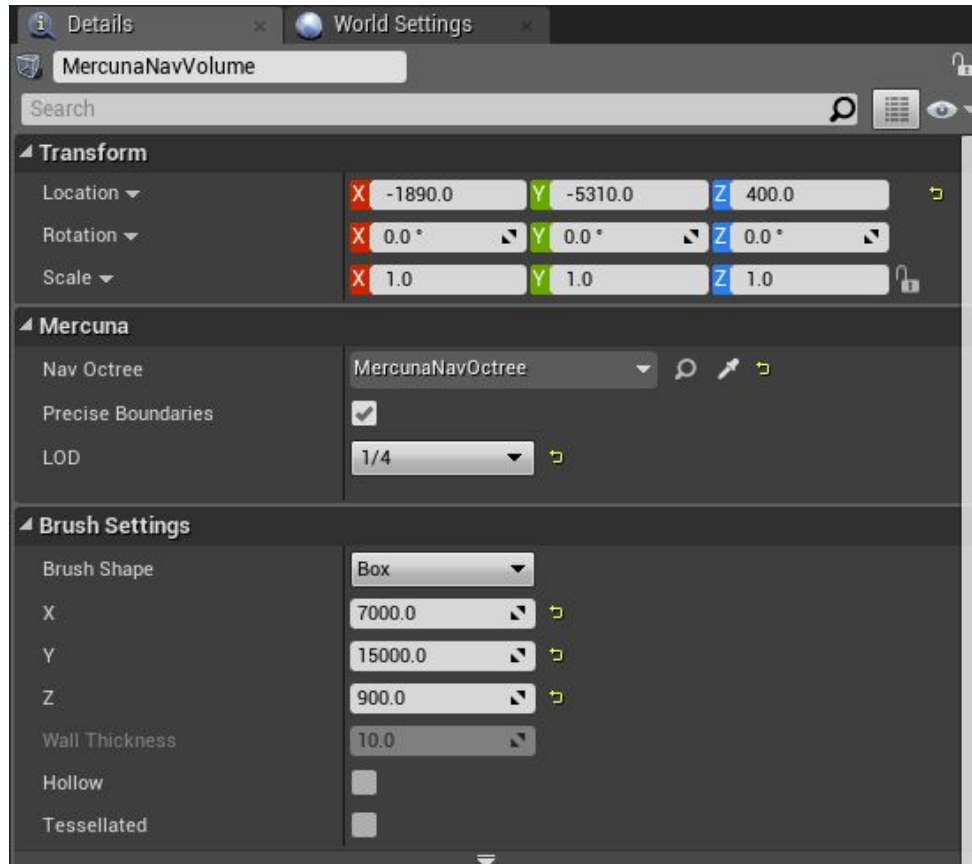 Details
World Settings
MercunaNavVolume
Search
Transform
Location X -1890.0 Y -5310.0 Z 400.0
Rotation X 0.0 ° Y 0.0 ° Z 0.0 °
Scale X 1.0 Y 1.0 Z 1.0
Mercuna
Nav Octree MercunaNavOctree
Precise Boundaries
LOD 1/4
Brush Settings
Brush Shape Box
X 7000.0
Y 15000.0
Z 900.0
Wall Thickness 10.0
Hollow
Tessellated